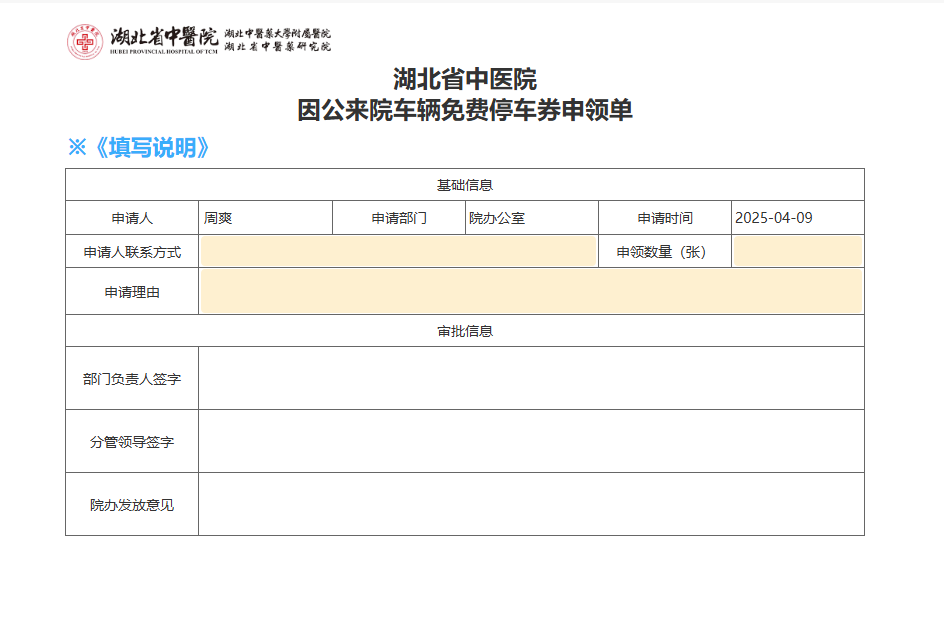 湖北省中醫院
HUBEI PROVINCIAL HOSPITAL OF TCM
湖北中醫藥大學附屬醫院
湖北省中醫藥研究院
湖北省中医院
因公来院车辆免费停车券申领单
※《填写说明》
基础信息
申请人 周爽 申请部门 院办公室 申请时间 2025-04-09
申请人联系方式 申领数量（张）
申请理由
审批信息
部门负责人签字
分管领导签字
院办发放意见